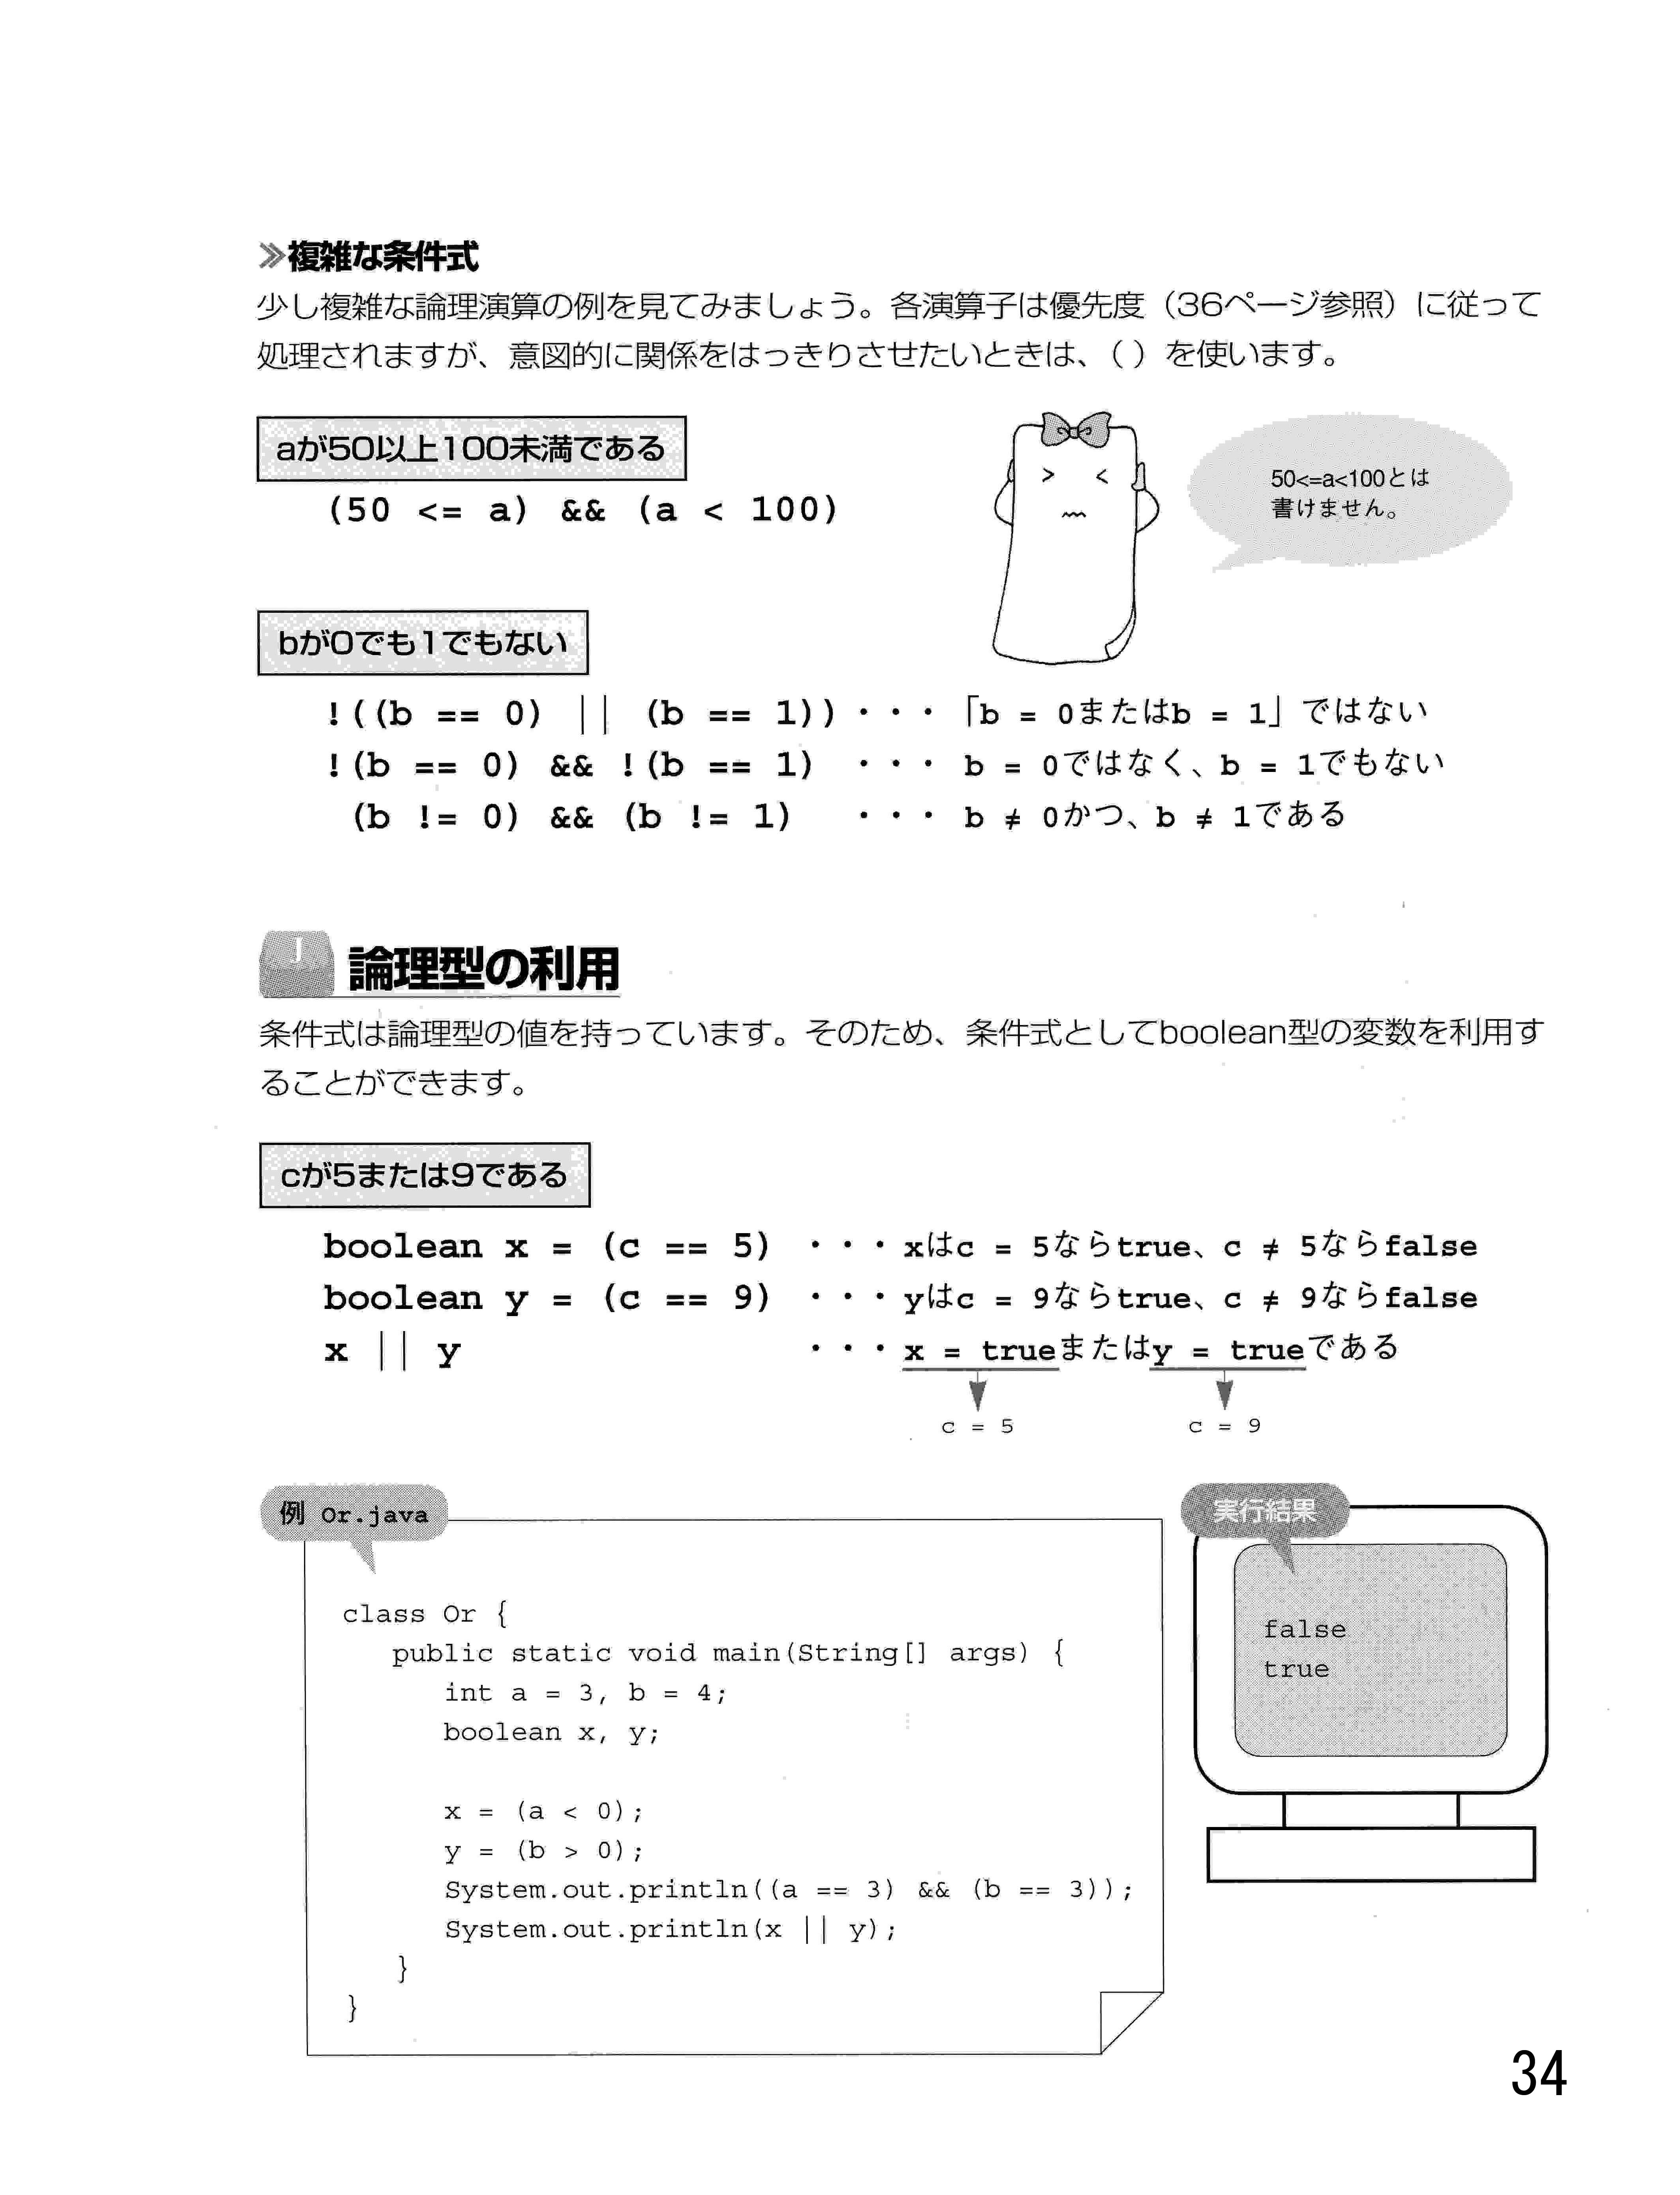 ≫複雑な条件式
少し複雑な論理演算の例を見てみましょう。各演算子は優先度（36ページ参照）に従って
処理されますが、意図的に関係をはっきりさせたいときは、（ ）を使います。
aが50以上100未満である
(50 <= a) && (a < 100)
50<=a<100とは
書けません。
bが0でも1でもない
!((b == 0) || (b == 1))・・・「b = 0またはb = 1」ではない
!(b == 0) && !(b == 1) ・・・ b = 0ではなく、b = 1でもない
(b != 0) && (b != 1) ・・・ b ≠ 0かつ、b ≠ 1である
J 論理型の利用
条件式は論理型の値を持っています。そのため、条件式としてboolean型の変数を利用す
ることができます。
cが5または9である
boolean x = (c == 5) ・・・xはc = 5ならtrue、c ≠ 5ならfalse
boolean y = (c == 9) ・・・yはc = 9ならtrue、c ≠ 9ならfalse
x || y ・・・x = trueまたはy = trueである
c = 5 c = 9
例 Or.java
class Or {
public static void main(String[] args) {
int a = 3, b = 4;
boolean x, y;
x = (a < 0);
y = (b > 0);
System.out.println((a == 3) && (b == 3));
System.out.println(x || y);
}
}
実行結果
false
true
34